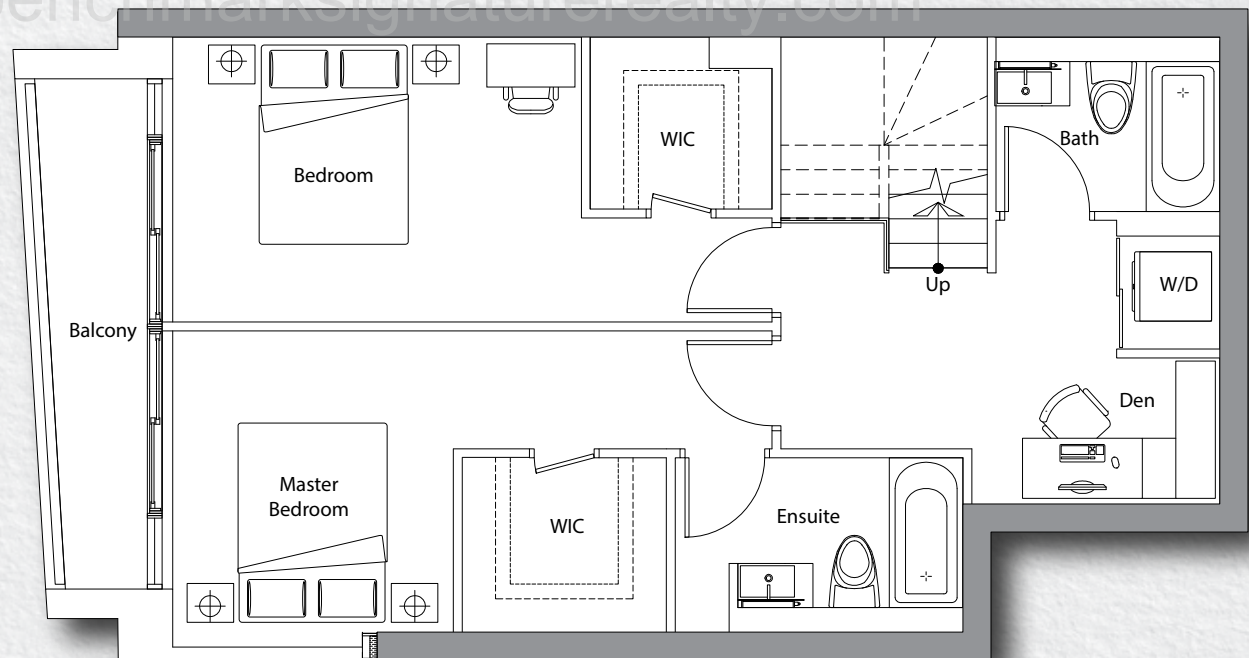 benchmarksignaturerealty.com
WIC
Bath
Bedroom
W/D
Up
Balcony
Den
Master
Bedroom
WIC
Ensuite